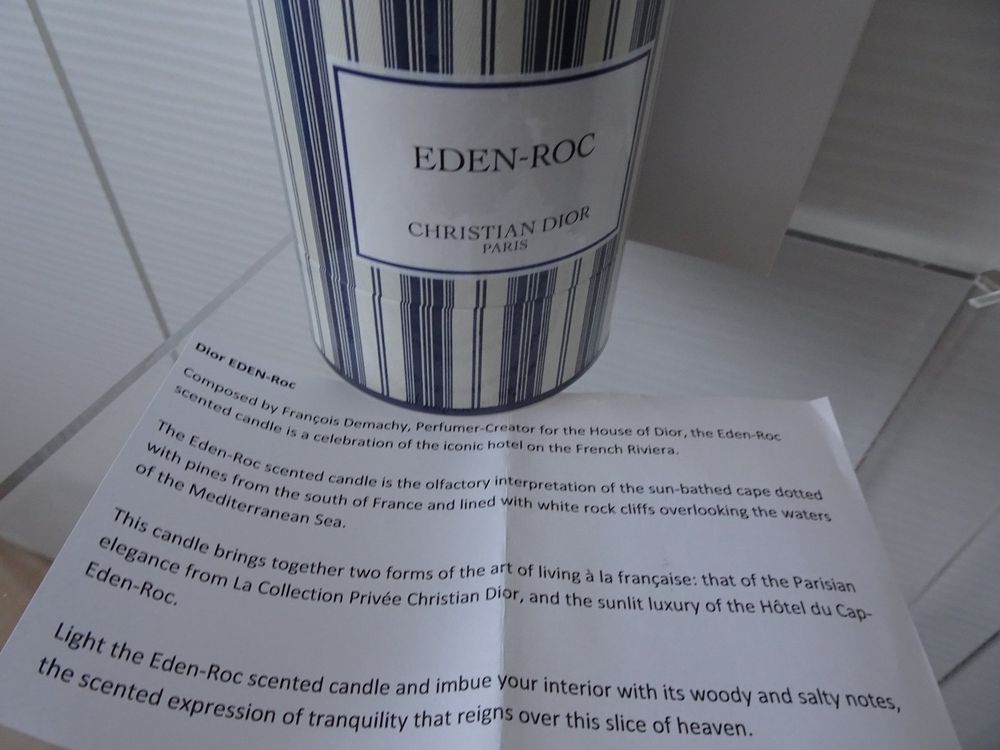 EDEN-ROC
CHRISTIAN DIOR
PARIS
Dior EDEN-Roc
Composed by François Demachy, Perfumer-Creator for the House of Dior, the Eden-Roc
scented candle is a celebration of the iconic hotel on the French Riviera.
The Eden-Roc scented candle is the olfactory interpretation of the sun-bathed cape dotted
with pines from the south of France and lined with white rock cliffs overlooking the waters
of the Mediterranean Sea.
This candle brings together two forms of the art of living à la française: that of the Parisian
elegance from La Collection Privée Christian Dior, and the sunlit luxury of the Hôtel du Cap-
Eden-Roc.
Light the Eden-Roc scented candle and imbue your interior with its woody and salty notes,
the scented expression of tranquility that reigns over this slice of heaven.